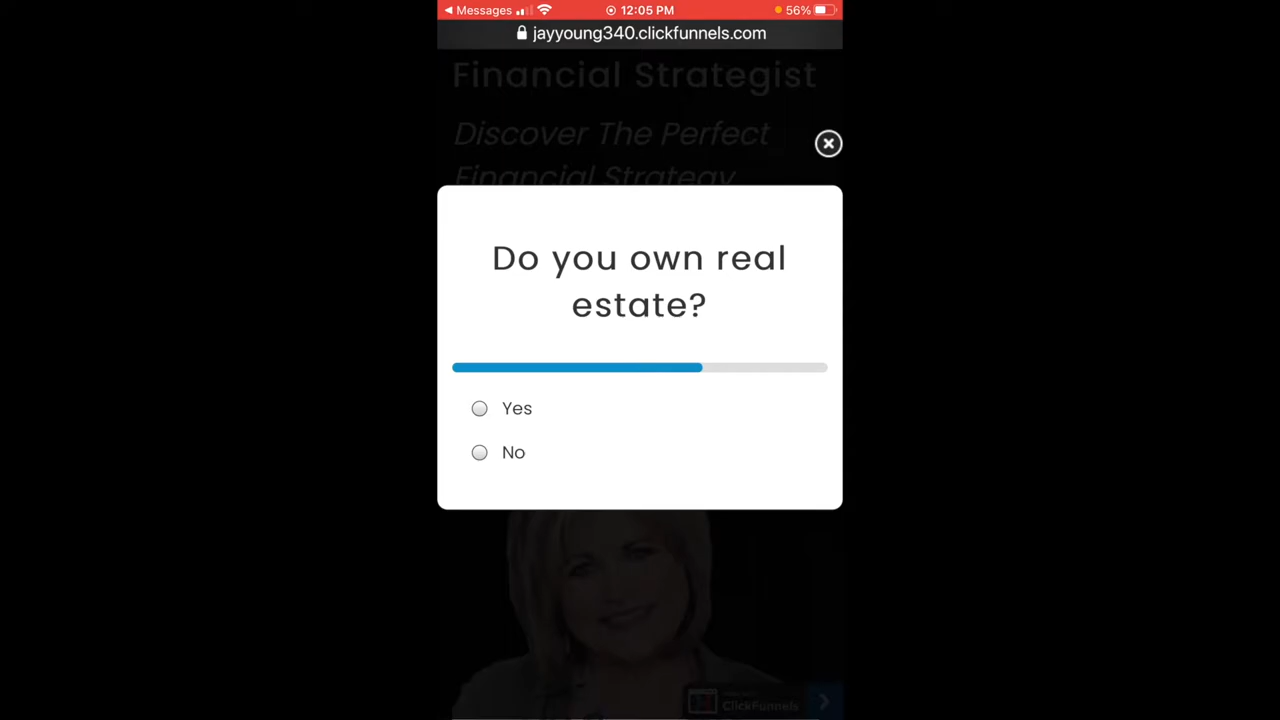 Messages 12:05 PM 56%
jayyoung340.clickfunnels.com
Financial Strategist
Discover The Perfect
Financial Strategy
Do you own real
estate?
Yes
No
ClickFunnels